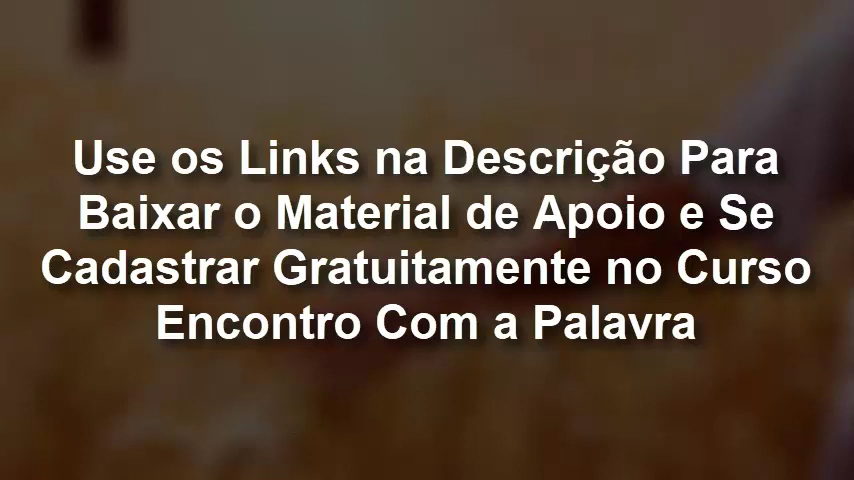 Use os Links na Descrição Para
Baixar o Material de Apoio e Se
Cadastrar Gratuitamente no Curso
Encontro Com a Palavra